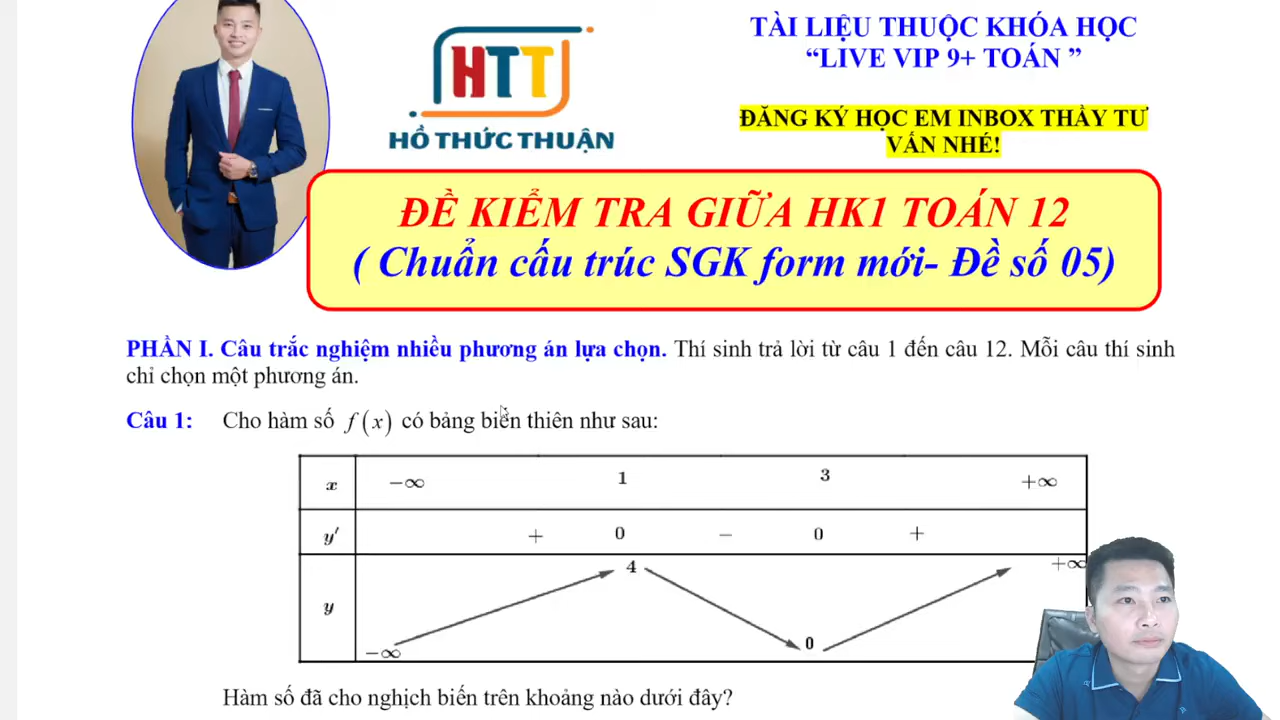 TÀI LIỆU THUỘC KHÓA HỌC
“LIVE VIP 9+ TOÁN ”
HTT
HỒ THỨC THUẬN
ĐĂNG KÝ HỌC EM INBOX THẦY TƯ
VẤN NHÉ!
ĐỀ KIỂM TRA GIỮA HK1 TOÁN 12
( Chuẩn cấu trúc SGK form mới- Đề số 05)
PHẦN I. Câu trắc nghiệm nhiều phương án lựa chọn. Thí sinh trả lời từ câu 1 đến câu 12. Mỗi câu thí sinh
chỉ chọn một phương án.
Câu 1: Cho hàm số f(x) có bảng biến thiên như sau:
x −∞ 1 3 +∞
y′ + 0 − 0 +
4 +∞
y
−∞ 0
Hàm số đã cho nghịch biến trên khoảng nào dưới đây?